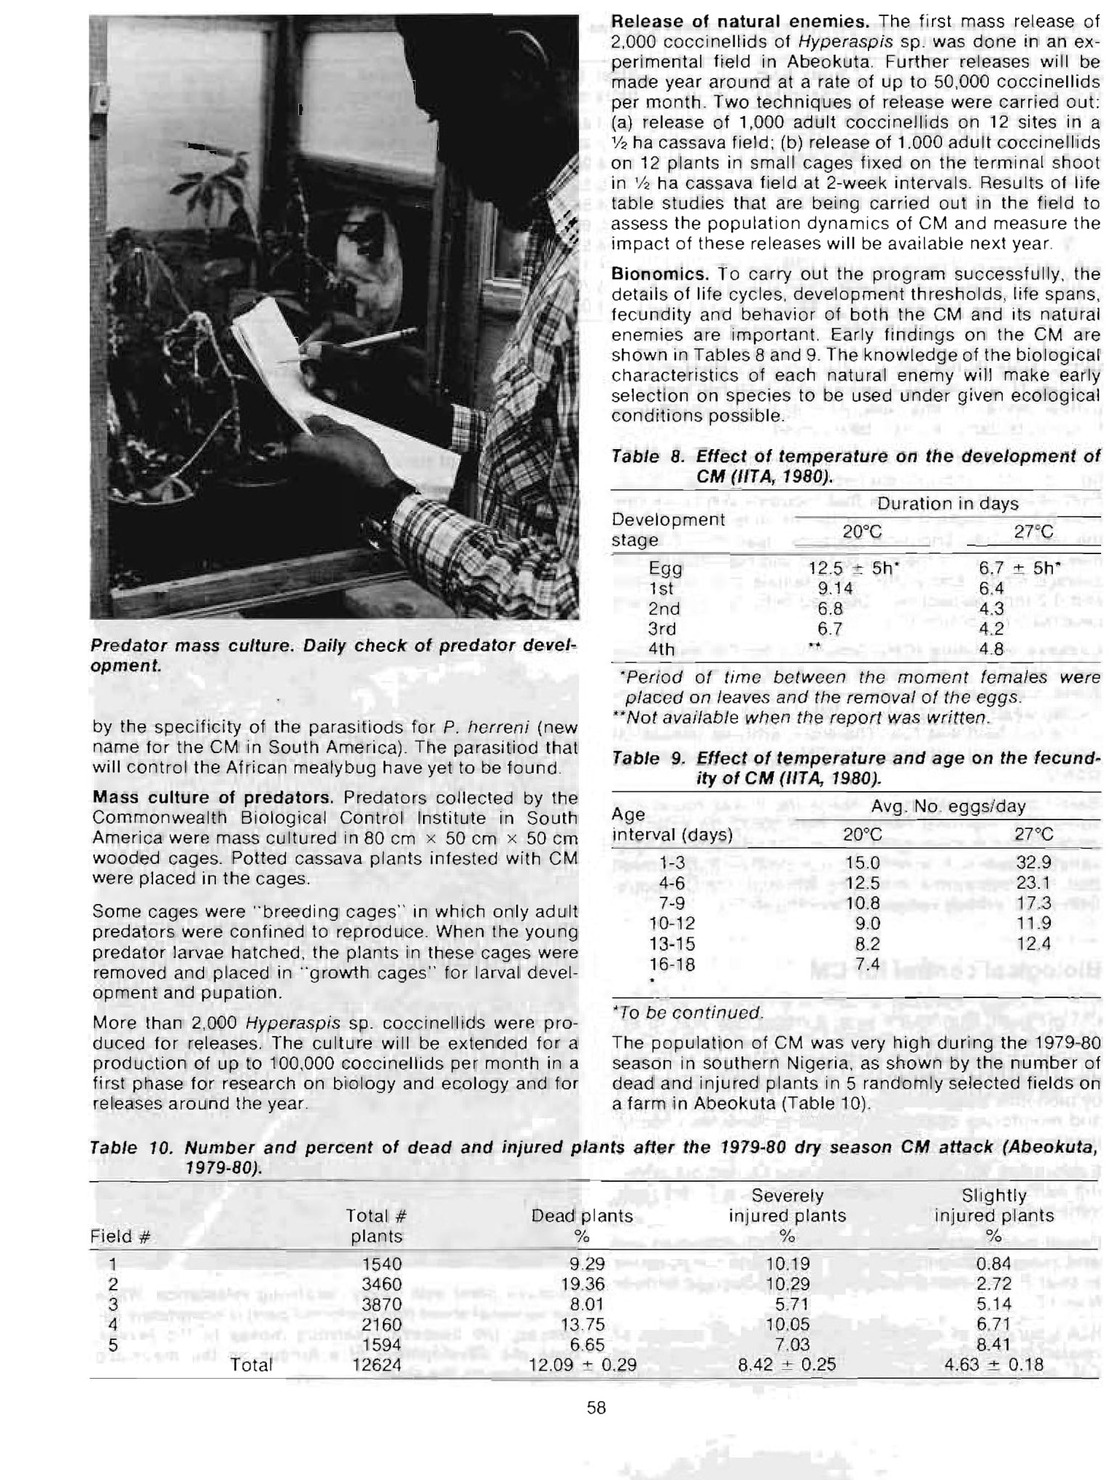 Predator mass culture. Daily check of predator devel-
opment.
by the specificity of the parasitiods for P. herreni (new
name for the CM in South America). The parasitiod that
will control the African mealybug have yet to be found.
Mass culture of predators. Predators collected by the
Commonwealth Biological Control Institute in South
America were mass cultured in 80 cm × 50 cm × 50 cm
wooded cages. Potted cassava plants infested with CM
were placed in the cages.
Some cages were "breeding cages" in which only adult
predators were confined to reproduce. When the young
predator larvae hatched, the plants in these cages were
removed and placed in "growth cages" for larval devel-
opment and pupation.
More than 2,000 Hyperaspis sp. coccinellids were pro-
duced for releases. The culture will be extended for a
production of up to 100,000 coccinellids per month in a
first phase for research on biology and ecology and for
releases around the year.
Release of natural enemies. The first mass release of
2,000 coccinellids of Hyperaspis sp. was done in an ex-
perimental field in Abeokuta. Further releases will be
made year around at a rate of up to 50,000 coccinellids
per month. Two techniques of release were carried out:
(a) release of 1,000 adult coccinellids on 12 sites in a
½ ha cassava field; (b) release of 1.000 adult coccinellids
on 12 plants in small cages fixed on the terminal shoot
in ½ ha cassava field at 2-week intervals. Results of life
table studies that are being carried out in the field to
assess the population dynamics of CM and measure the
impact of these releases will be available next year.
Bionomics. To carry out the program successfully, the
details of life cycles, development thresholds, life spans,
fecundity and behavior of both the CM and its natural
enemies are important. Early findings on the CM are
shown in Tables 8 and 9. The knowledge of the biological
characteristics of each natural enemy will make early
selection on species to be used under given ecological
conditions possible.
Table 8. Effect of temperature on the development of
CM (IITA, 1980).
Duration in days
Development
stage 20°C 27°C
Egg 12.5 ± 5h* 6.7 ± 5h*
1st 9.14 6.4
2nd 6.8 4.3
3rd 6.7 4.2
4th ** 4.8
*Period of time between the moment females were
placed on leaves and the removal of the eggs.
**Not available when the report was written.
Table 9. Effect of temperature and age on the fecund-
ity of CM (IITA, 1980).
Avg. No. eggs/day
Age
interval (days) 20°C 27°C
1-3 15.0 32.9
4-6 12.5 23.1
7-9 10.8 17.3
10-12 9.0 11.9
13-15 8.2 12.4
16-18 7.4
*
*To be continued.
The population of CM was very high during the 1979-80
season in southern Nigeria, as shown by the number of
dead and injured plants in 5 randomly selected fields on
a farm in Abeokuta (Table 10).
Table 10. Number and percent of dead and injured plants after the 1979-80 dry season CM attack (Abeokuta,
1979-80).
Severely Slightly
Total # Dead plants injured plants injured plants
Field # plants % % %
1 1540 9.29 10.19 0.84
2 3460 19.36 10.29 2.72
3 3870 8.01 5.71 5.14
4 2160 13.75 10.05 6.71
5 1594 6.65 7.03 8.41
Total 12624 12.09 ± 0.29 8.42 ± 0.25 4.63 ± 0.18
58